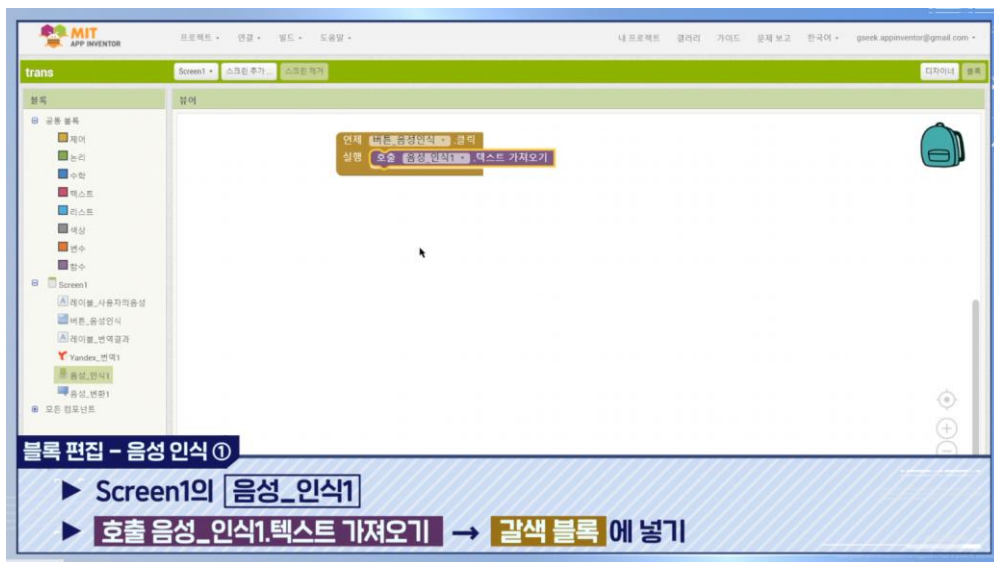 MIT
APP INVENTOR
프로젝트 연결 빌드 도움말
내 프로젝트 갤러리 가이드 문제 보고 한국어 gseek.appinventor@gmail.com
trans
Screen1 스크린 추가... 스크린 제거
디자이너 블록
블록
뷰어
공통 블록
제어
논리
수학
텍스트
리스트
색상
변수
함수
Screen1
레이블_사용자의음성
버튼_음성인식
레이블_번역결과
Yandex_번역1
음성_인식1
음성_변환1
모든 컴포넌트
언제 버튼_음성인식 .클릭
실행 호출 음성_인식1 .텍스트 가져오기
블록 편집 – 음성 인식 ①
▶ Screen1의 음성_인식1
▶ 호출 음성_인식1.텍스트 가져오기 → 갈색 블록 에 넣기